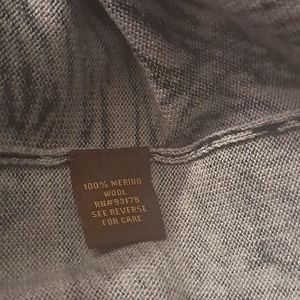 100% MERINO
WOOL
RN#93178
SEE REVERSE
FOR CARE